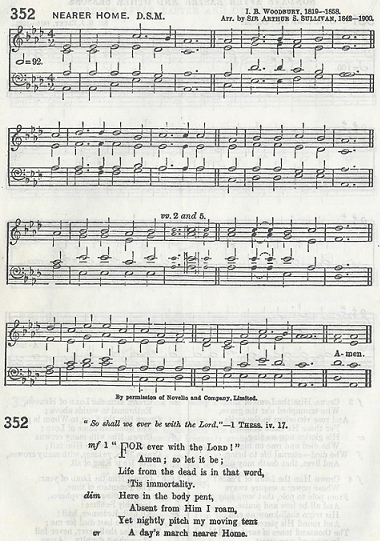 352 NEARER HOME. D.S.M.
I. B. WOODBURY, 1819—1858.
Arr. by SIR ARTHUR S. SULLIVAN, 1842—1900.
=92.
vv. 2 and 5.
A-men.
By permission of Novello and Company, Limited.
352
"So shall we ever be with the Lord."—1 THESS. iv. 17.
mf 1 "FOR ever with the LORD!"
Amen; so let it be;
Life from the dead is in that word,
'Tis immortality.
dim Here in the body pent,
Absent from Him I roam,
Yet nightly pitch my moving tent
cr A day's march nearer Home.